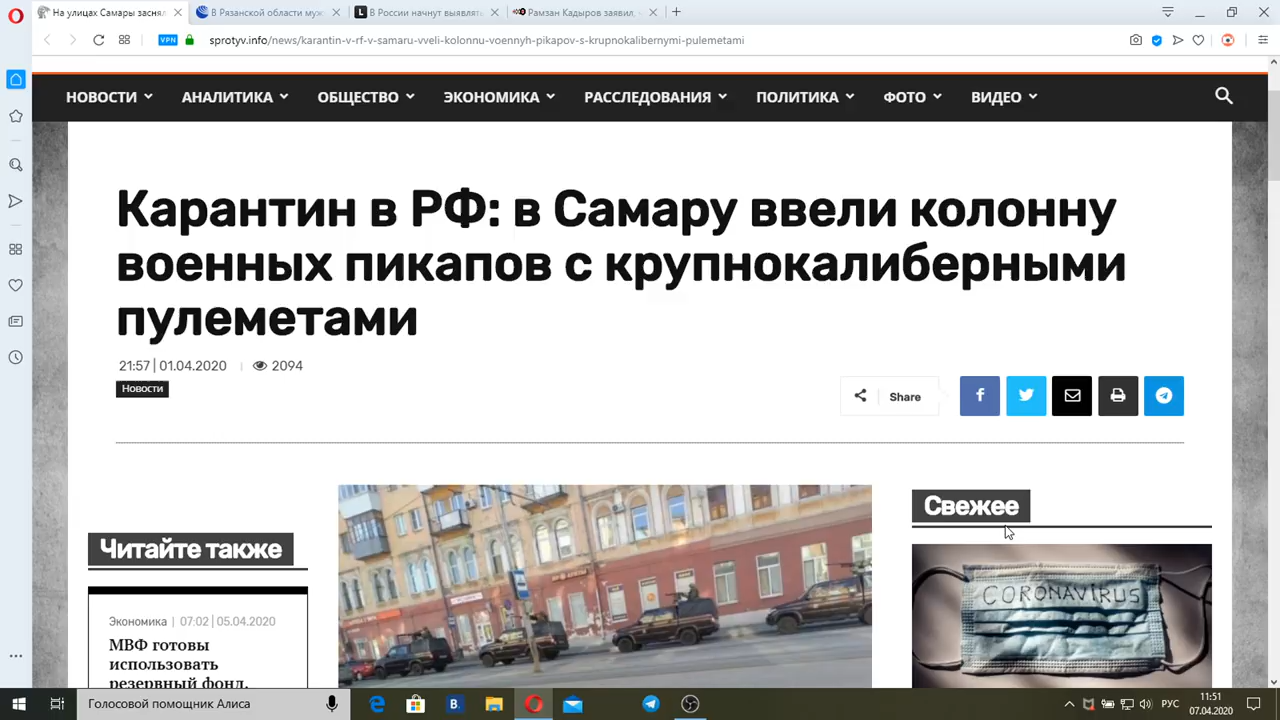 На улицах Самары заснял
В Рязанской области муж
В России начнут выявлят
Рамзан Кадыров заявил,
VPN
sprotyv.info/news/karantin-v-rf-v-samaru-vveli-kolonnu-voennyh-pikapov-s-krupnokalibernymi-pulemetami
НОВОСТИ АНАЛИТИКА ОБЩЕСТВО ЭКОНОМИКА РАССЛЕДОВАНИЯ ПОЛИТИКА ФОТО ВИДЕО
Карантин в РФ: в Самару ввели колонну
военных пикапов с крупнокалиберными
пулеметами
21:57 | 01.04.2020 2094
Новости
Share
Читайте также
Экономика | 07:02 | 05.04.2020
МВФ готовы
использовать
резервный фонд,
Свежее
CORONAVIRUS
Голосовой помощник Алиса
РУС
11:51
07.04.2020